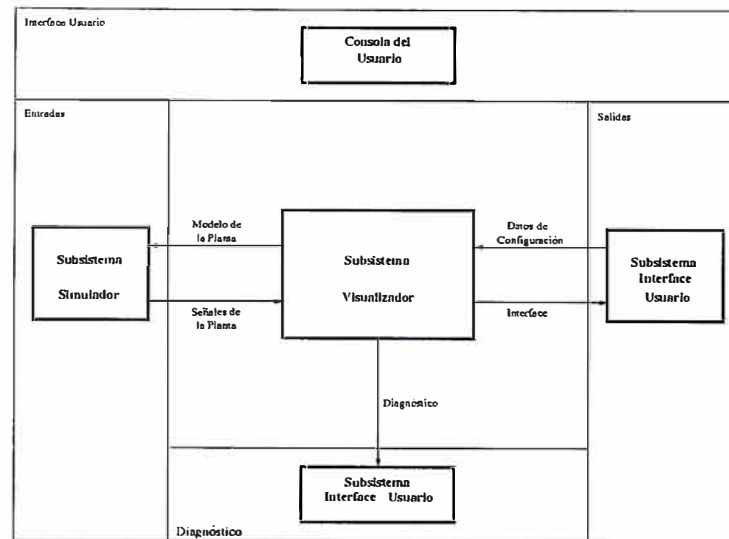 Interface Usuario
Consola del
Usuario
Entradas
Salidas
Modelo de
la Planta
Datos de
Configuración
Subsistema
Simulador
Subsistema
Visualizador
Subsistema
Interface
Usuario
Señales de
la Planta
Interface
Diagnóstico
Subsistema
Interface Usuario
Diagnóstico